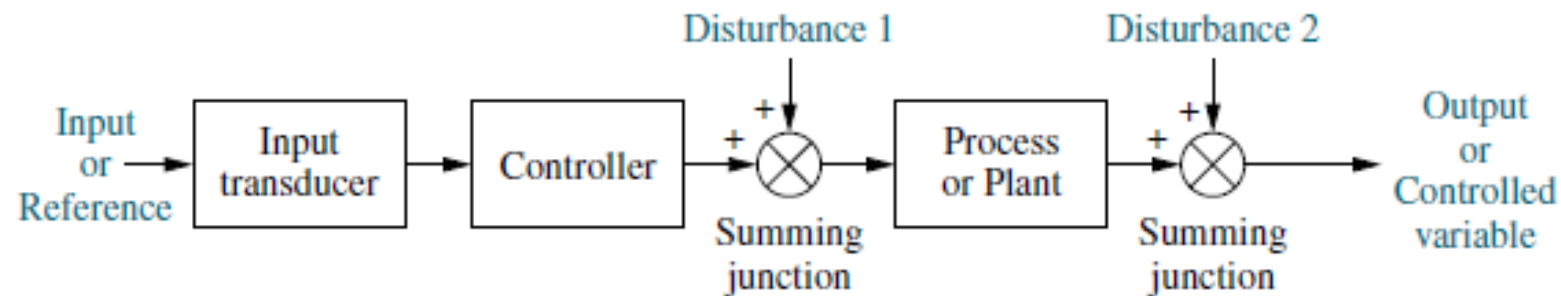 Disturbance 1
Disturbance 2
Input
or
Reference
Input
transducer
Controller
+
+
Summing
junction
Process
or Plant
+
+
Summing
junction
Output
or
Controlled
variable